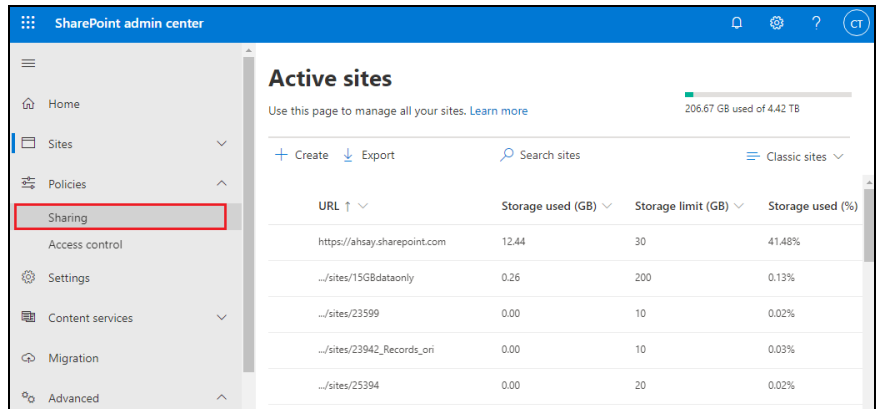 SharePoint admin center
?
CT
Home
Sites
Policies
Sharing
Access control
Settings
Content services
Migration
Advanced
Active sites
Use this page to manage all your sites. Learn more
206.67 GB used of 4.42 TB
Create Export Search sites Classic sites
URL ↑ Storage used (GB) Storage limit (GB) Storage used (%)
https://ahsay.sharepoint.com 12.44 30 41.48%
.../sites/15GBdataonly 0.26 200 0.13%
.../sites/23599 0.00 10 0.02%
.../sites/23942_Records_ori 0.00 10 0.03%
.../sites/25394 0.00 20 0.02%